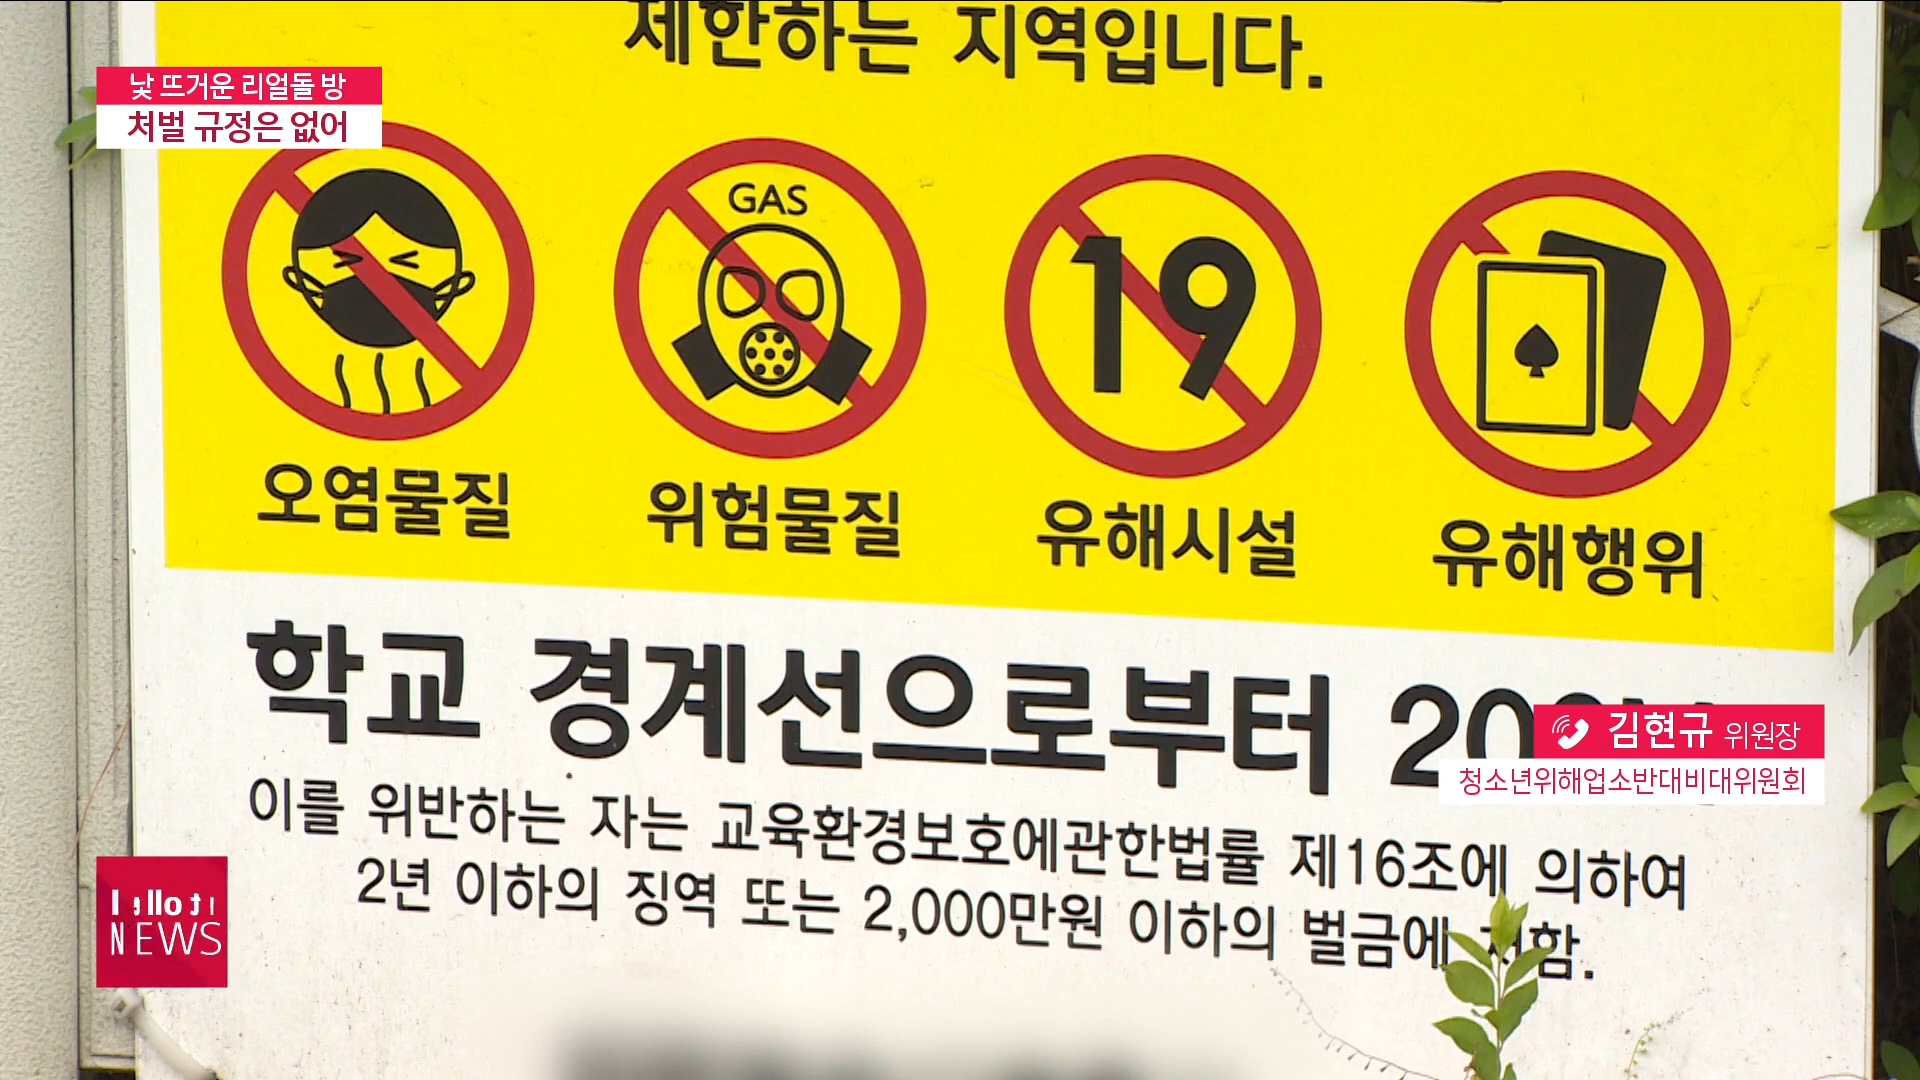 제한하는 지역입니다.
낯 뜨거운 리얼돌 방
처벌 규정은 없어
GAS
19
오염물질
위험물질
유해시설
유해행위
학교 경계선으로부터
김현규 위원장
청소년위해업소반대비대위원회
이를 위반하는 자는 교육환경보호에관한법률 제16조에 의하여
2년 이하의 징역 또는 2,000만원 이하의 벌금에
NEWS